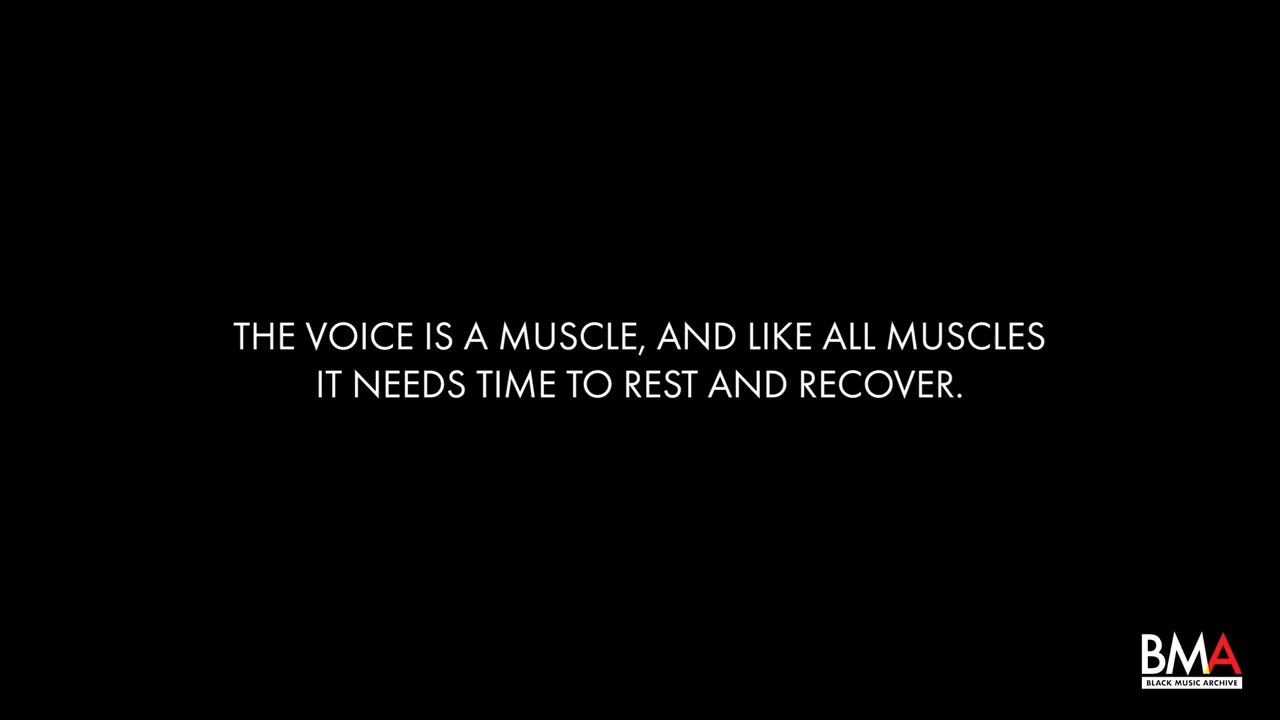 THE VOICE IS A MUSCLE, AND LIKE ALL MUSCLES
IT NEEDS TIME TO REST AND RECOVER.
BMA
BLACK MUSIC ARCHIVE